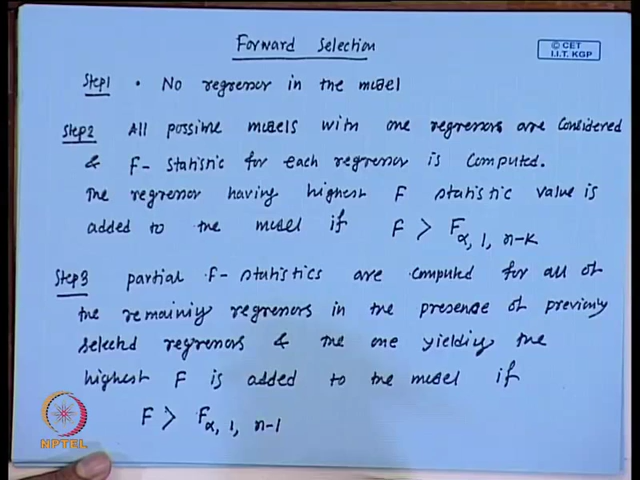 Forward Selection
© CET
I.I.T. KGP
Step1 • No regressor in the model
Step2 All possible models with one regressors are considered
& F- Statistic for each regressor is computed.
The regressor having highest F statistic value is
added to the model if F > Fα, 1, n-k
Step3 partial F-statistics are computed for all of
the remaining regressors in the presence of previously
selected regressors & the one yielding the
highest F is added to the model if
F > Fα, 1, n-1
NPTEL